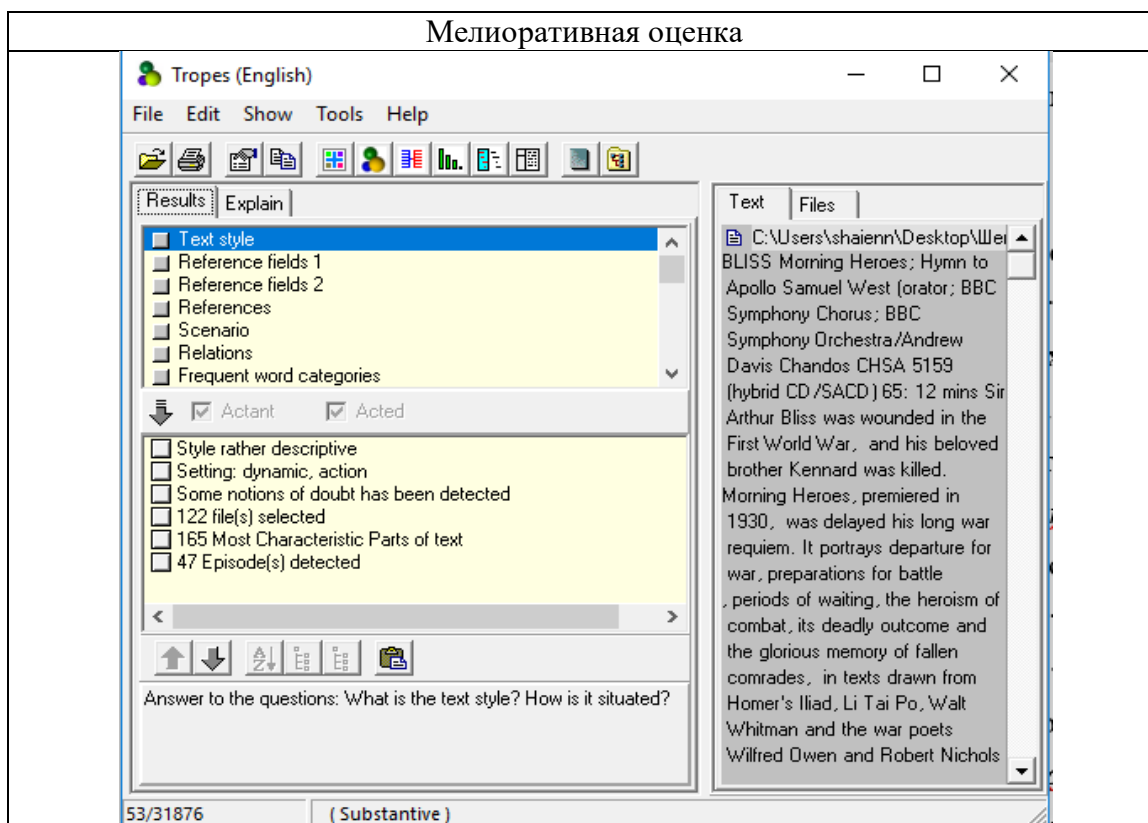 Мелиоративная оценка
Tropes (English)
File Edit Show Tools Help
Results Explain
Text style
Reference fields 1
Reference fields 2
References
Scenario
Relations
Frequent word categories
Actant Acted
Style rather descriptive
Setting: dynamic, action
Some notions of doubt has been detected
122 file(s) selected
165 Most Characteristic Parts of text
47 Episode(s) detected
Answer to the questions: What is the text style? How is it situated?
53/31876 ( Substantive )
Text Files
C:\Users\shaienn\Desktop\Шеі
BLISS Morning Heroes; Hymn to
Apollo Samuel West (orator; BBC
Symphony Chorus; BBC
Symphony Orchestra/Andrew
Davis Chandos CHSA 5159
(hybrid CD/SACD) 65: 12 mins Sir
Arthur Bliss was wounded in the
First World War, and his beloved
brother Kennard was killed.
Morning Heroes, premiered in
1930, was delayed his long war
requiem. It portrays departure for
war, preparations for battle
, periods of waiting, the heroism of
combat, its deadly outcome and
the glorious memory of fallen
comrades, in texts drawn from
Homer's Iliad, Li Tai Po, Walt
Whitman and the war poets
Wilfred Owen and Robert Nichols